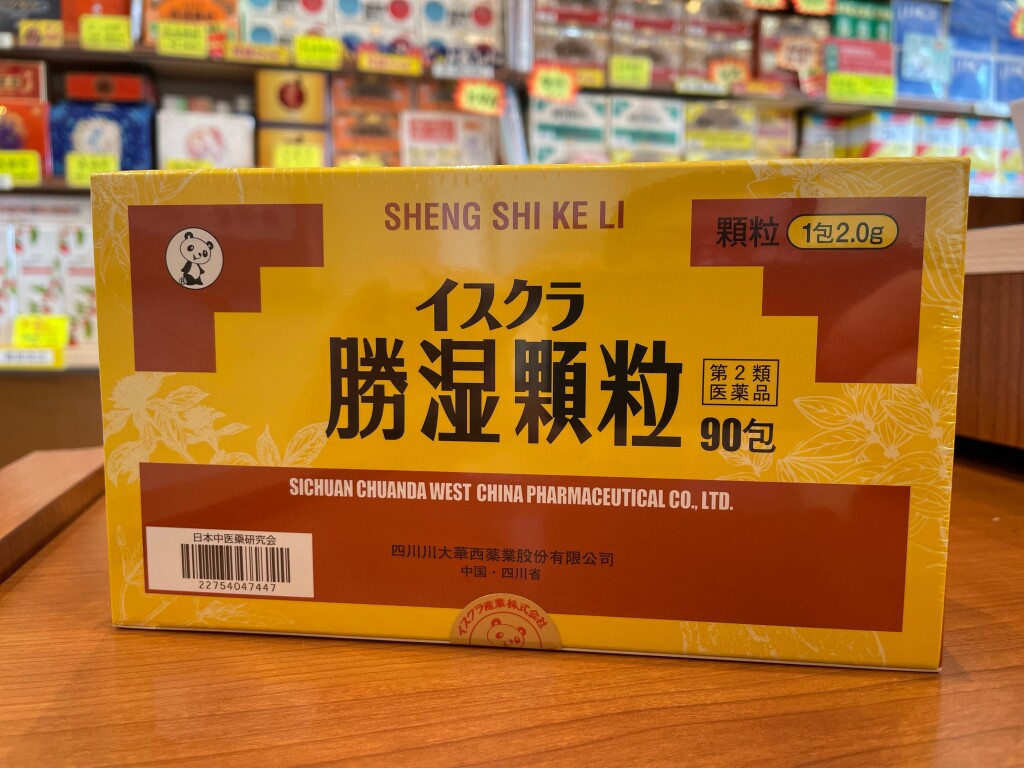 SHENG SHI KE LI
顆粒 1包2.0g
イスクラ
勝湿顆粒
第2類
医薬品
90包
SICHUAN CHUANDA WEST CHINA PHARMACEUTICAL CO., LTD.
四川川大華西薬業股份有限公司
中国・四川省
日本中医薬研究会
22754047447
イスクラ産業株式会社